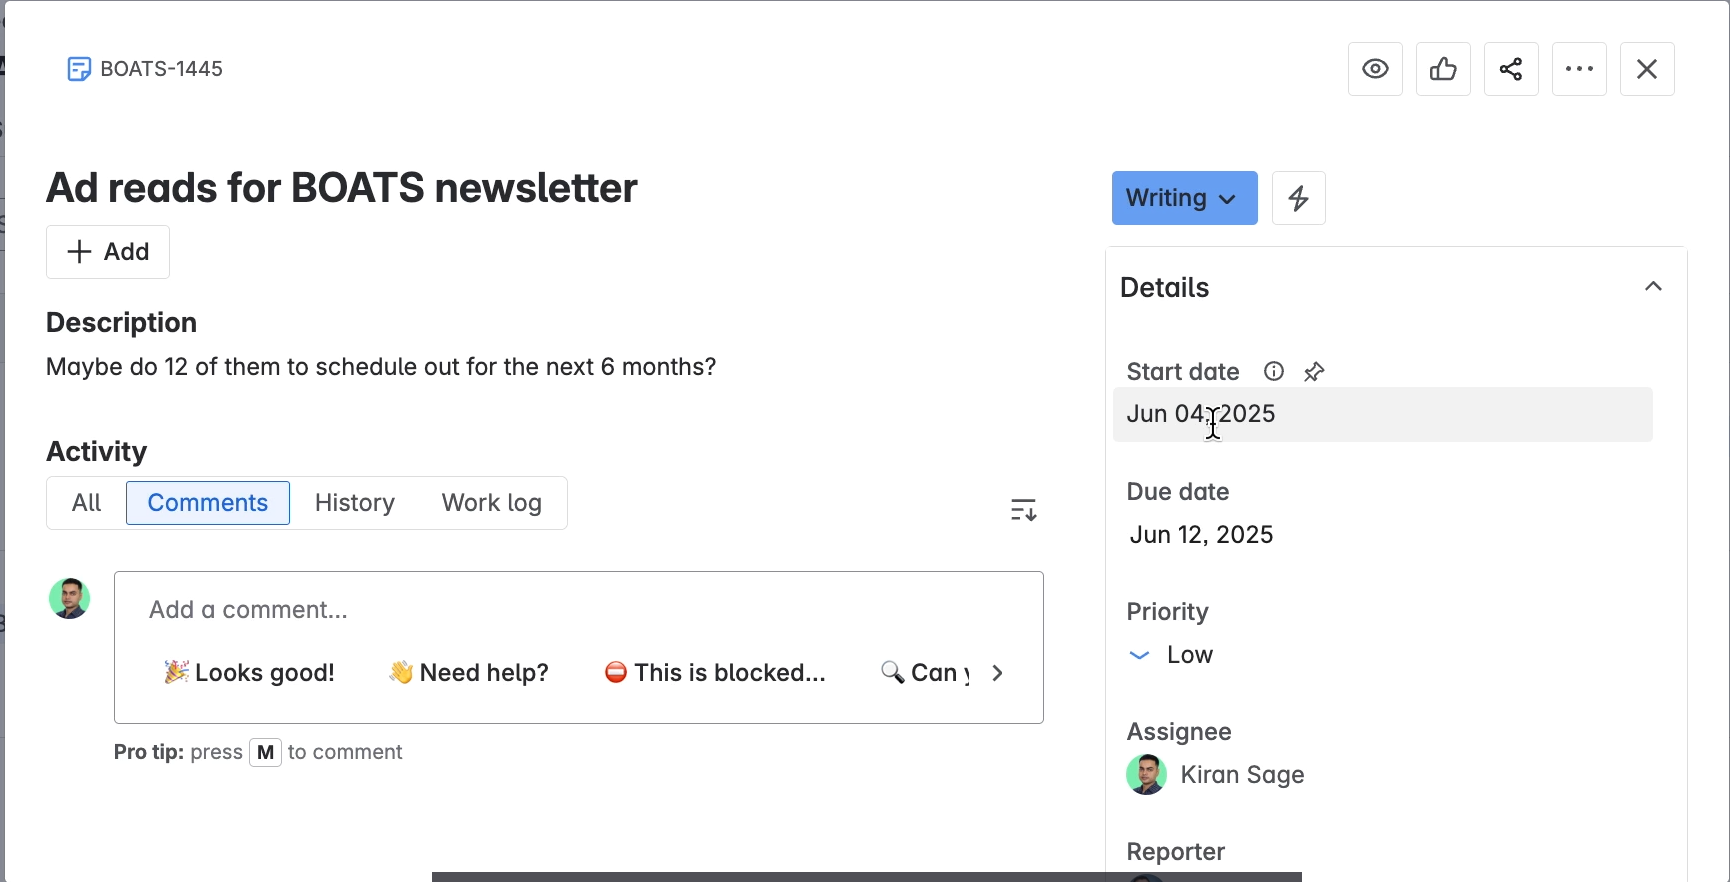 BOATS-1445
Ad reads for BOATS newsletter
Add
Description
Maybe do 12 of them to schedule out for the next 6 months?
Activity
All Comments History Work log
Add a comment...
Looks good! Need help? This is blocked... Can
Pro tip: press M to comment
Writing
Details
Start date
Jun 04, 2025
Due date
Jun 12, 2025
Priority
Low
Assignee
Kiran Sage
Reporter